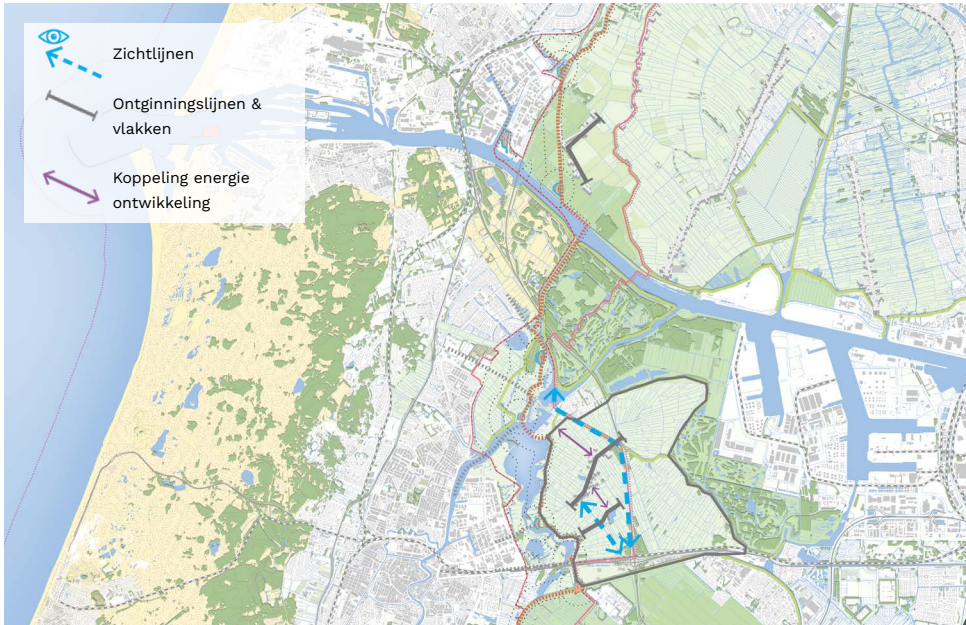 Zichtlijnen
Ontginningslijnen &
vlakken
Koppeling energie
ontwikkeling